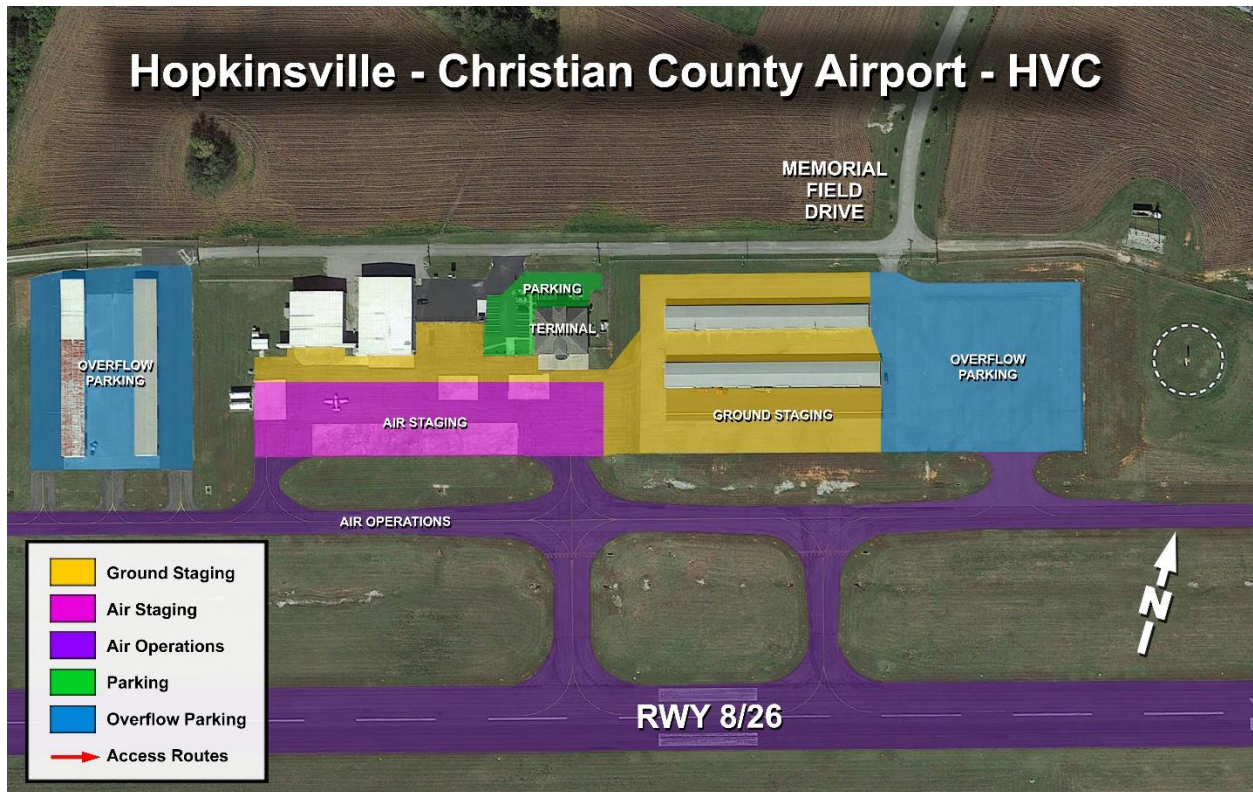 Hopkinsville - Christian County Airport - HVC
MEMORIAL
FIELD
DRIVE
PARKING
TERMINAL
OVERFLOW
PARKING
OVERFLOW
PARKING
AIR STAGING
GROUND STAGING
AIR OPERATIONS
Ground Staging
Air Staging
Air Operations
Parking
Overflow Parking
Access Routes
N
RWY 8/26